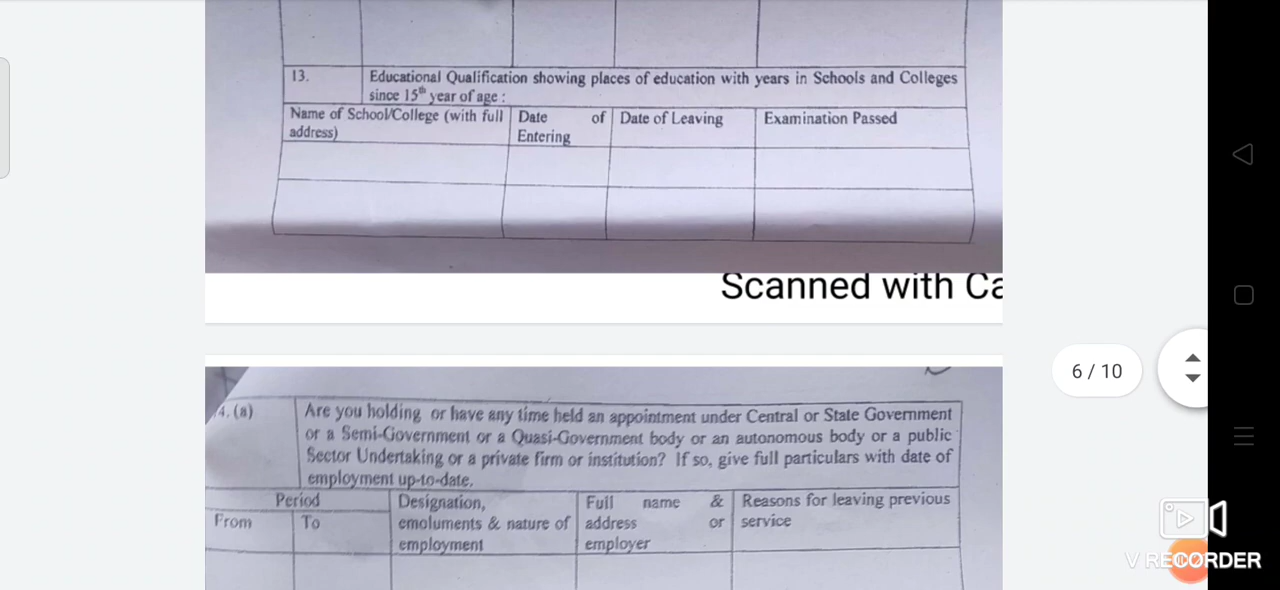 13. Educational Qualification showing places of education with years in Schools and Colleges
since 15th year of age :
Name of School/College (with full address)
Date of Entering
Date of Leaving
Examination Passed
Scanned with Ca
4. (a) Are you holding or have any time held an appointment under Central or State Government
or a Semi-Government or a Quasi-Government body or an autonomous body or a public
Sector Undertaking or a private firm or institution? If so, give full particulars with date of
employment up-to-date.
Period
From
To
Designation,
emoluments & nature of
employment
Full name &
address or
employer
Reasons for leaving previous
service
6 / 10
V RECORDER